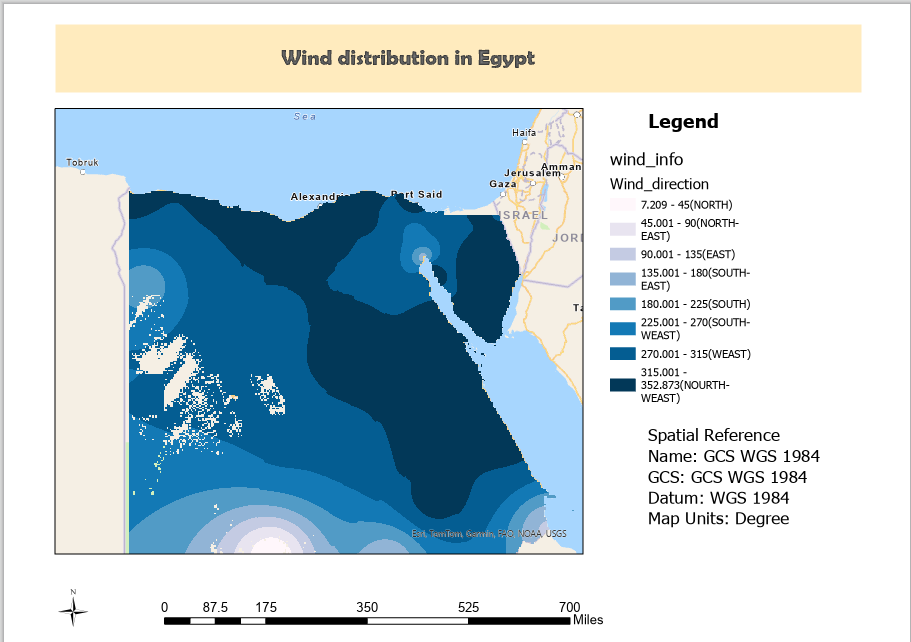 Wind distribution in Egypt
Sea
Haifa
Tobruk
Amman
Jerusalem
Gaza
Alexandri
Port Said
ISRAEL
JOR
Ta
Esri, TomTom, Garmin, FAO, NOAA, USGS
Legend
wind_info
Wind_direction
7.209 - 45(NORTH)
45.001 - 90(NORTH-
EAST)
90.001 - 135(EAST)
135.001 - 180(SOUTH-
EAST)
180.001 - 225(SOUTH)
225.001 - 270(SOUTH-
WEAST)
270.001 - 315(WEAST)
315.001 -
352.873(NOURTH-
WEAST)
Spatial Reference
Name: GCS WGS 1984
GCS: GCS WGS 1984
Datum: WGS 1984
Map Units: Degree
N
0 87.5 175 350 525 700
Miles